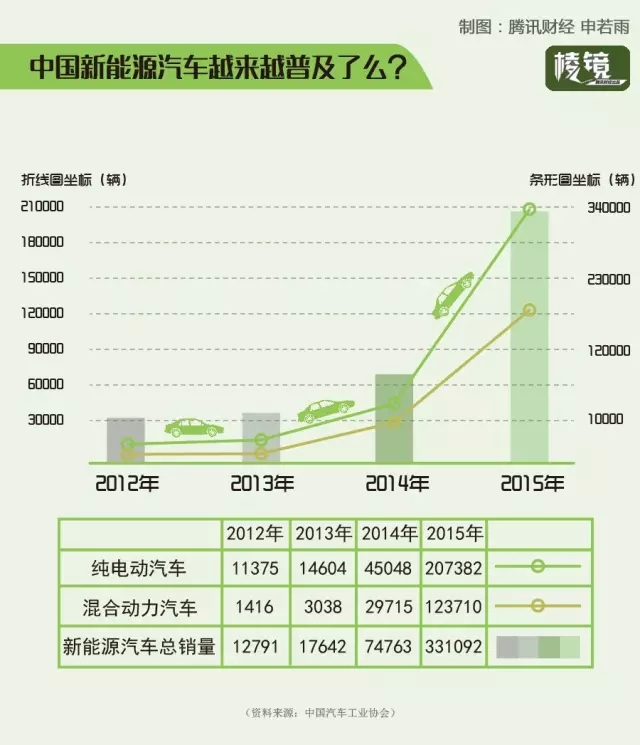 制图：腾讯财经 申若雨
中国新能源汽车越来越普及了么？
棱镜
折线图坐标（辆）
条形图坐标（辆）
210000
180000
150000
120000
90000
60000
30000
340000
230000
120000
10000
2012年 2013年 2014年 2015年
2012年 2013年 2014年 2015年
纯电动汽车 11375 14604 45048 207382
混合动力汽车 1416 3038 29715 123710
新能源汽车总销量 12791 17642 74763 331092
（资料来源：中国汽车工业协会）